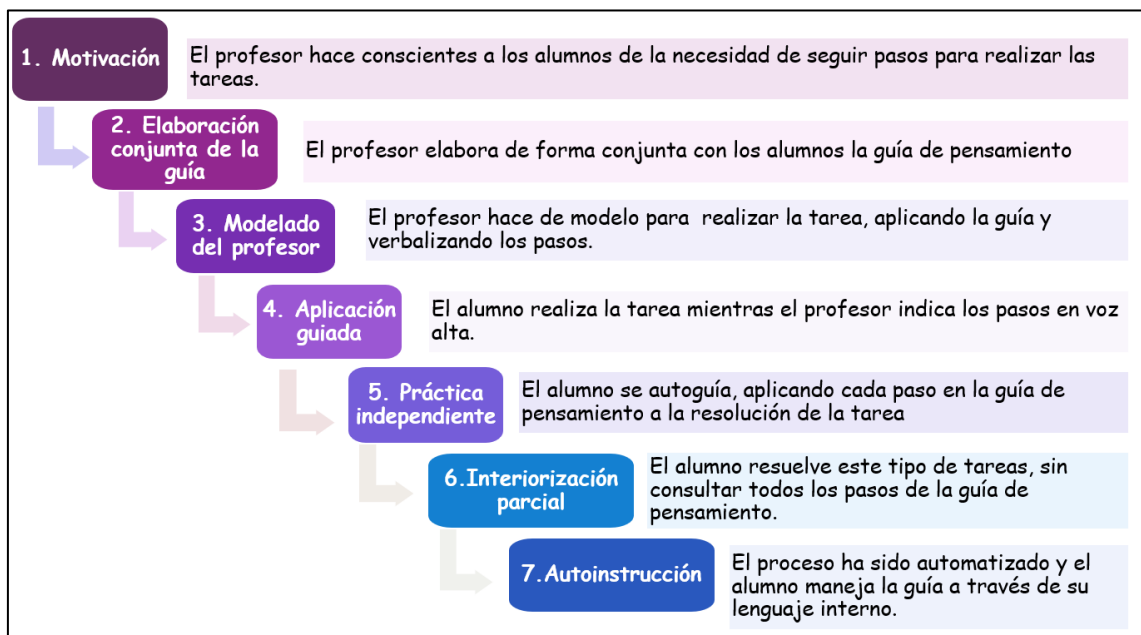 1. Motivación
El profesor hace conscientes a los alumnos de la necesidad de seguir pasos para realizar las
tareas.
2. Elaboración
conjunta de la
guía
El profesor elabora de forma conjunta con los alumnos la guía de pensamiento
3. Modelado
del profesor
El profesor hace de modelo para realizar la tarea, aplicando la guía y
verbalizando los pasos.
4. Aplicación
guiada
El alumno realiza la tarea mientras el profesor indica los pasos en voz
alta.
5. Práctica
independiente
El alumno se autoguía, aplicando cada paso en la guía de
pensamiento a la resolución de la tarea
6.Interiorización
parcial
El alumno resuelve este tipo de tareas, sin
consultar todos los pasos de la guía de
pensamiento.
7.Autoinstrucción
El proceso ha sido automatizado y el
alumno maneja la guía a través de su
lenguaje interno.